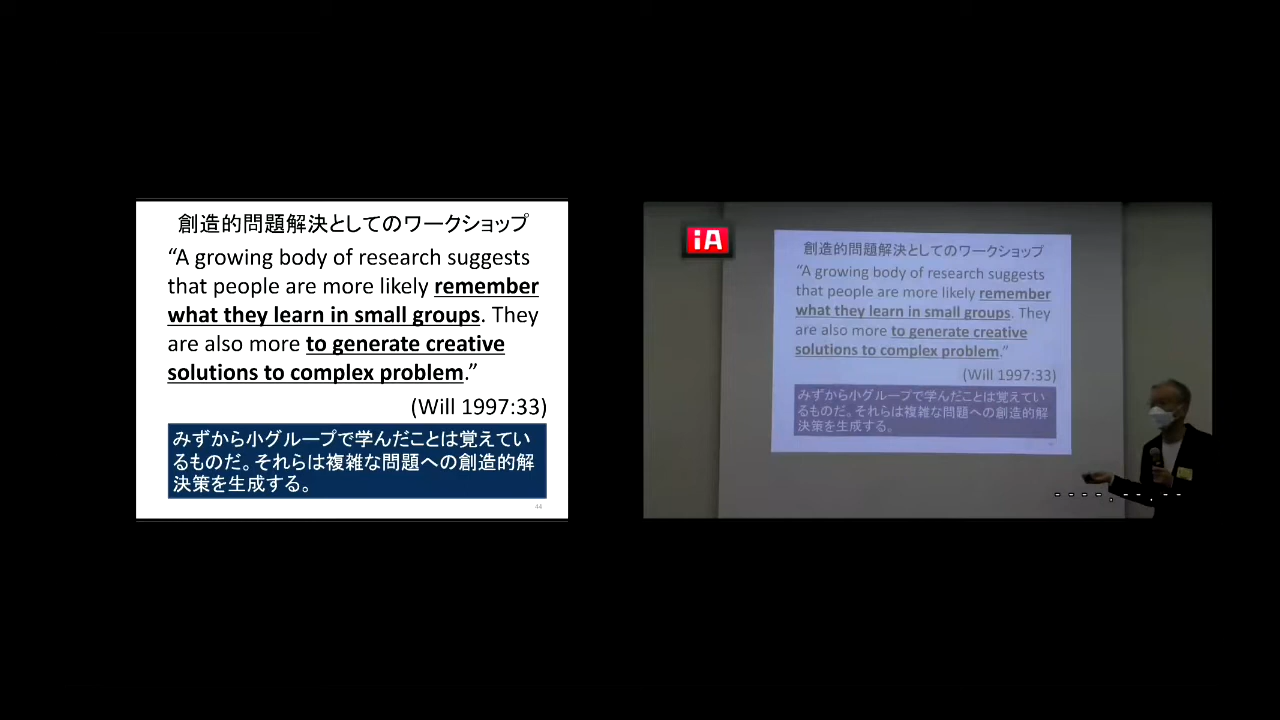 創造的問題解決としてのワークショップ
“A growing body of research suggests
that people are more likely remember
what they learn in small groups. They
are also more to generate creative
solutions to complex problem.”
(Will 1997:33)
みずから小グループで学んだことは覚えてい
るものだ。それらは複雑な問題への創造的解
決策を生成する。
44
iA
創造的問題解決としてのワークショップ
“A growing body of research suggests
that people are more likely remember
what they learn in small groups. They
are also more to generate creative
solutions to complex problem.”
(Will 1997:33)
みずから小グループで学んだことは覚えてい
るものだ。それらは複雑な問題への創造的解
決策を生成する。